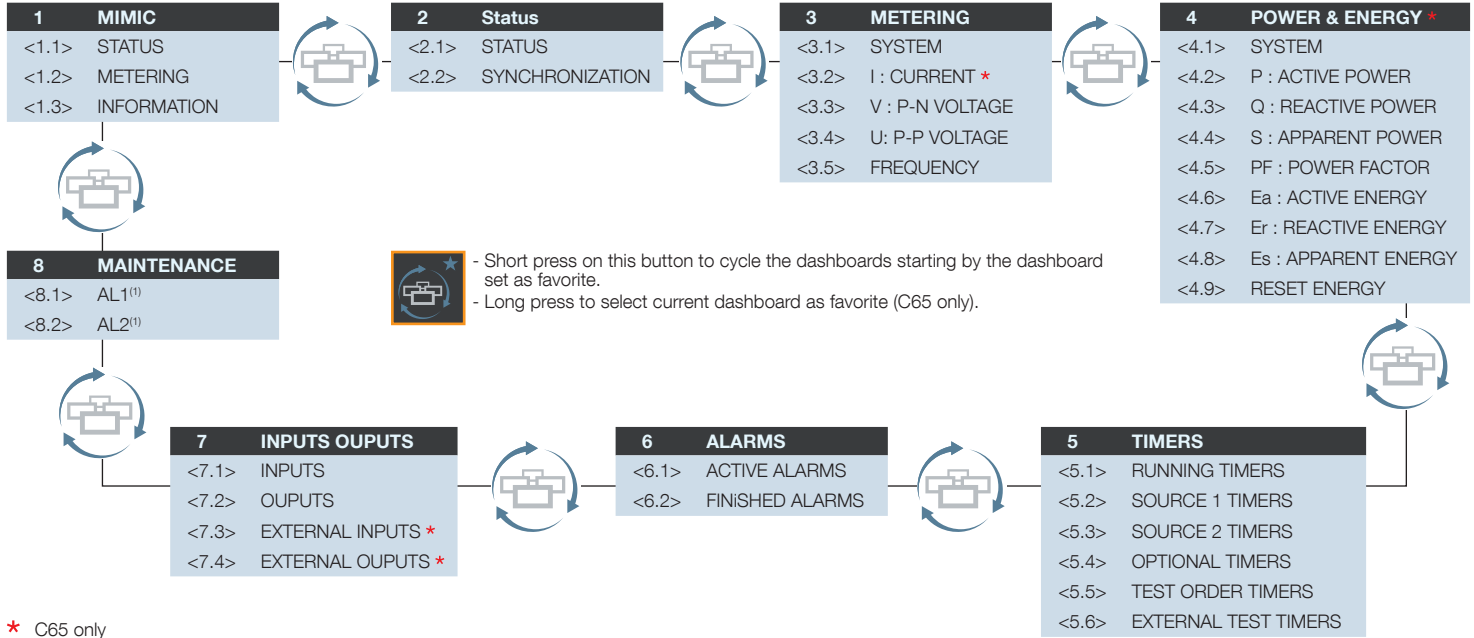 1 MIMIC
<1.1> STATUS
<1.2> METERING
<1.3> INFORMATION
2 Status
<2.1> STATUS
<2.2> SYNCHRONIZATION
3 METERING
<3.1> SYSTEM
<3.2> I : CURRENT *
<3.3> V : P-N VOLTAGE
<3.4> U: P-P VOLTAGE
<3.5> FREQUENCY
4 POWER & ENERGY *
<4.1> SYSTEM
<4.2> P : ACTIVE POWER
<4.3> Q : REACTIVE POWER
<4.4> S : APPARENT POWER
<4.5> PF : POWER FACTOR
<4.6> Ea : ACTIVE ENERGY
<4.7> Er : REACTIVE ENERGY
<4.8> Es : APPARENT ENERGY
<4.9> RESET ENERGY
8 MAINTENANCE
<8.1> AL1(1)
<8.2> AL2(1)
- Short press on this button to cycle the dashboards starting by the dashboard
set as favorite.
- Long press to select current dashboard as favorite (C65 only).
7 INPUTS OUPUTS
<7.1> INPUTS
<7.2> OUPUTS
<7.3> EXTERNAL INPUTS *
<7.4> EXTERNAL OUPUTS *
6 ALARMS
<6.1> ACTIVE ALARMS
<6.2> FINiSHED ALARMS
5 TIMERS
<5.1> RUNNING TIMERS
<5.2> SOURCE 1 TIMERS
<5.3> SOURCE 2 TIMERS
<5.4> OPTIONAL TIMERS
<5.5> TEST ORDER TIMERS
<5.6> EXTERNAL TEST TIMERS
* C65 only